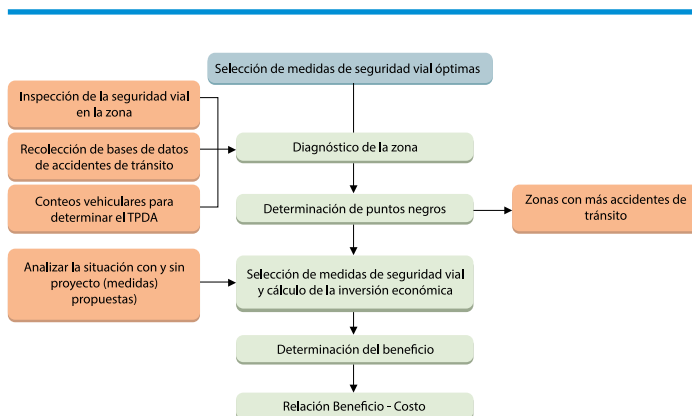 Selección de medidas de seguridad vial óptimas
Inspección de la seguridad vial
en la zona
Recolección de bases de datos
de accidentes de tránsito
Diagnóstico de la zona
Conteos vehiculares para
determinar el TPDA
Determinación de puntos negros
Zonas con más accidentes de
tránsito
Analizar la situación con y sin
proyecto (medidas)
propuestas)
Selección de medidas de seguridad vial
y cálculo de la inversión económica
Determinación del beneficio
Relación Beneficio - Costo